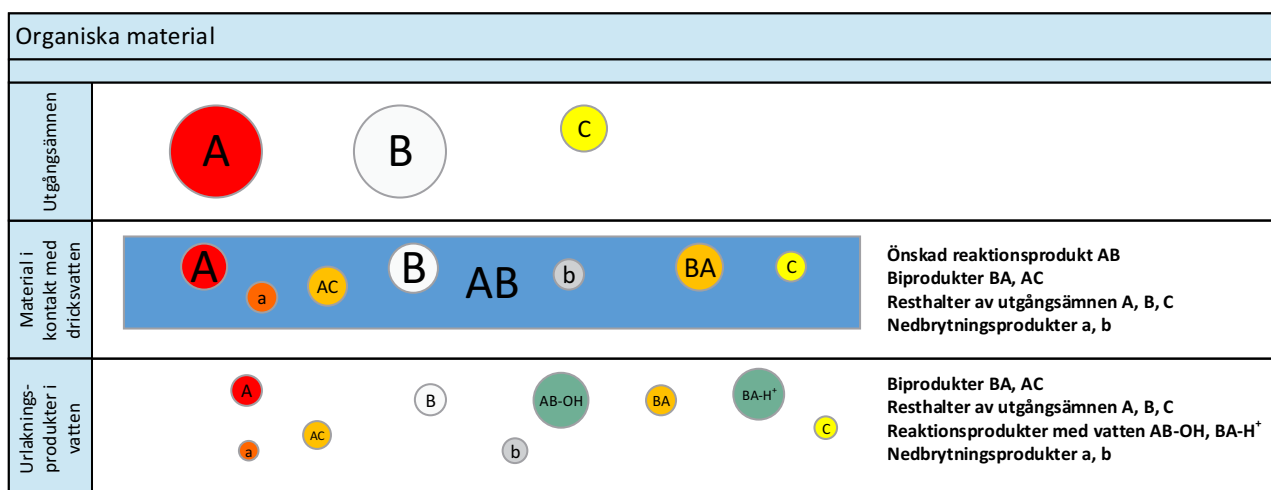 Organiska material
Utgångsämnen
A
B
C
Material i
kontakt med
dricksvatten
A
a
AC
B
AB
b
BA
C
Önskad reaktionsprodukt AB
Biprodukter BA, AC
Resthalter av utgångsämnen A, B, C
Nedbrytningsprodukter a, b
Urlaknings-
produkter i
vatten
A
a
AC
B
b
AB-OH
BA
BA-H⁺
C
Biprodukter BA, AC
Resthalter av utgångsämnen A, B, C
Reaktionsprodukter med vatten AB-OH, BA-H⁺
Nedbrytningsprodukter a, b